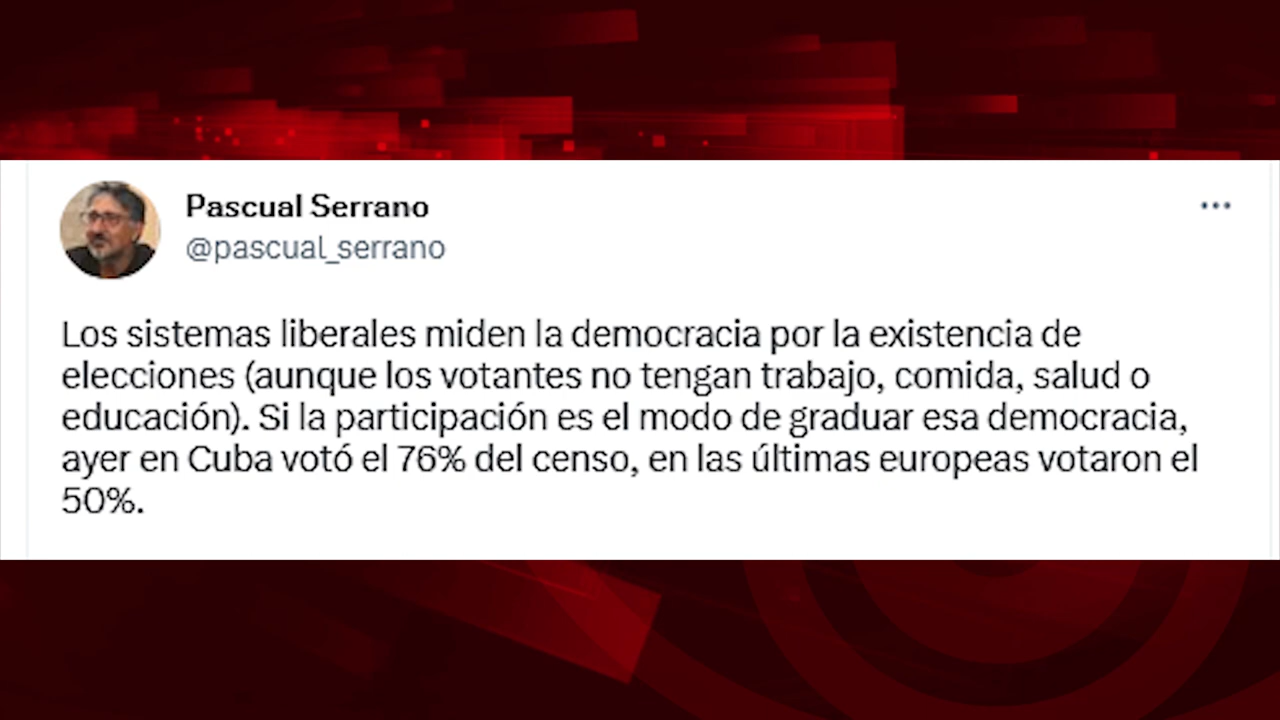 Pascual Serrano
@pascual_serrano
Los sistemas liberales miden la democracia por la existencia de
elecciones (aunque los votantes no tengan trabajo, comida, salud o
educación). Si la participación es el modo de graduar esa democracia,
ayer en Cuba votó el 76% del censo, en las últimas europeas votaron el
50%.